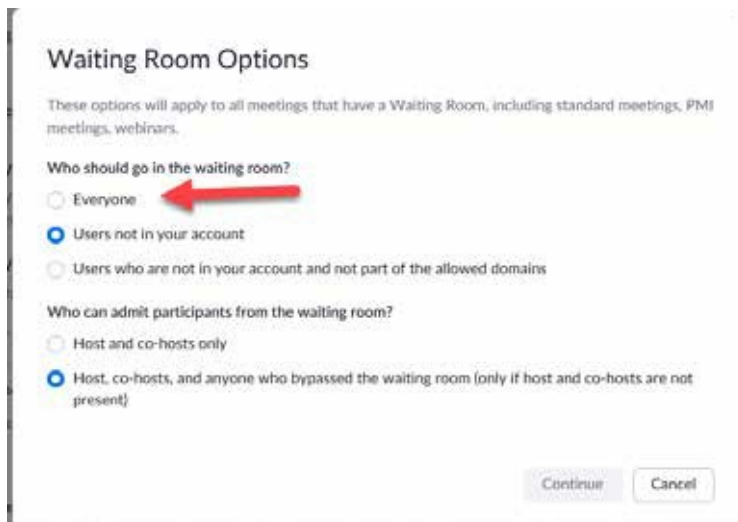 Waiting Room Options
These options will apply to all meetings that have a Waiting Room, including standard meetings, PMI
meetings, webinars.
Who should go in the waiting room?
Everyone
Users not in your account
Users who are not in your account and not part of the allowed domains
Who can admit participants from the waiting room?
Host and co-hosts only
Host, co-hosts, and anyone who bypassed the waiting room (only if host and co-hosts are not
present)
Continue Cancel